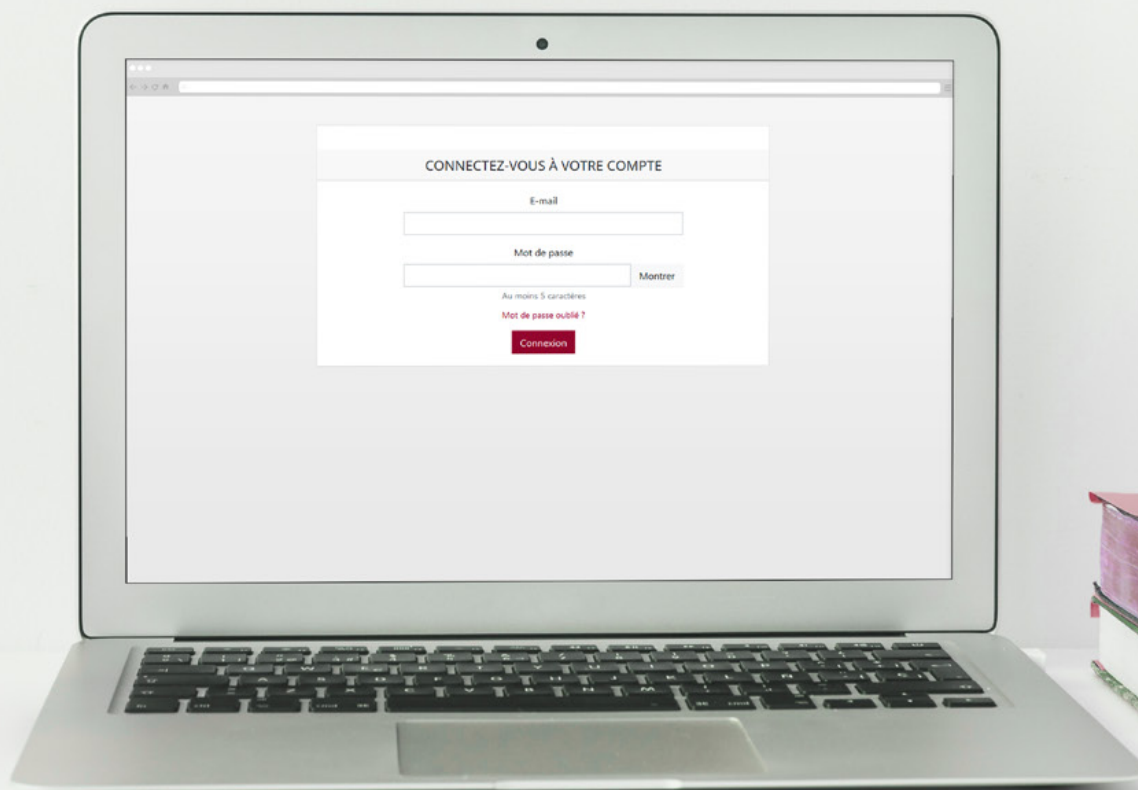 CONNECTEZ-VOUS À VOTRE COMPTE
E-mail
Mot de passe
Montrer
Au moins 5 caractères
Mot de passe oublié ?
Connexion